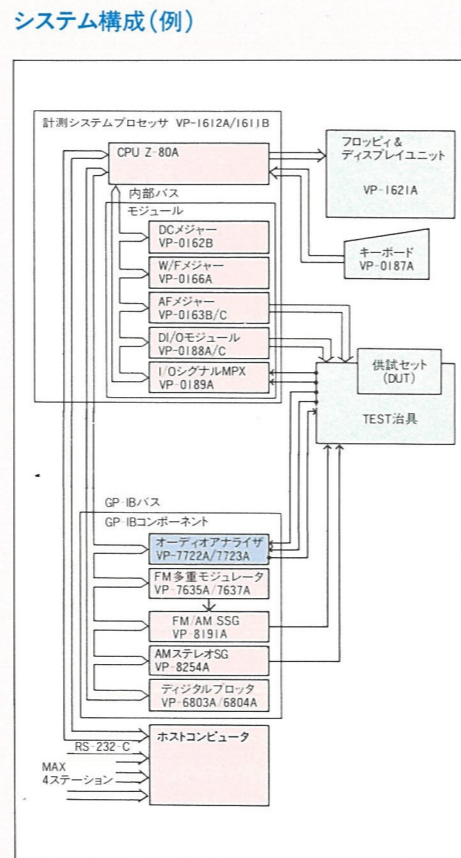 システム構成(例)
計測システムプロセッサ VP-1612A/1611B
CPU Z-80A
内部バス
モジュール
DCメジャー
VP-0162B
W/Fメジャー
VP-0166A
AFメジャー
VP-0163B/C
DI/Oモジュール
VP-0188A/C
I/OシグナルMPX
VP-0189A
フロッピィ&
ディスプレイユニット
VP-1621A
キーボード
VP-0187A
供試セット
(DUT)
TEST治具
GP-IBバス
GP-IBコンポーネント
オーディオアナライザ
VP-7722A/7723A
FM多重モジュレータ
VP-7635A/7637A
FM/AM SSG
VP-8191A
AMステレオSG
VP-8254A
ディジタルプロッタ
VP-6803A/6804A
ホストコンピュータ
RS-232-C
MAX
4ステーション